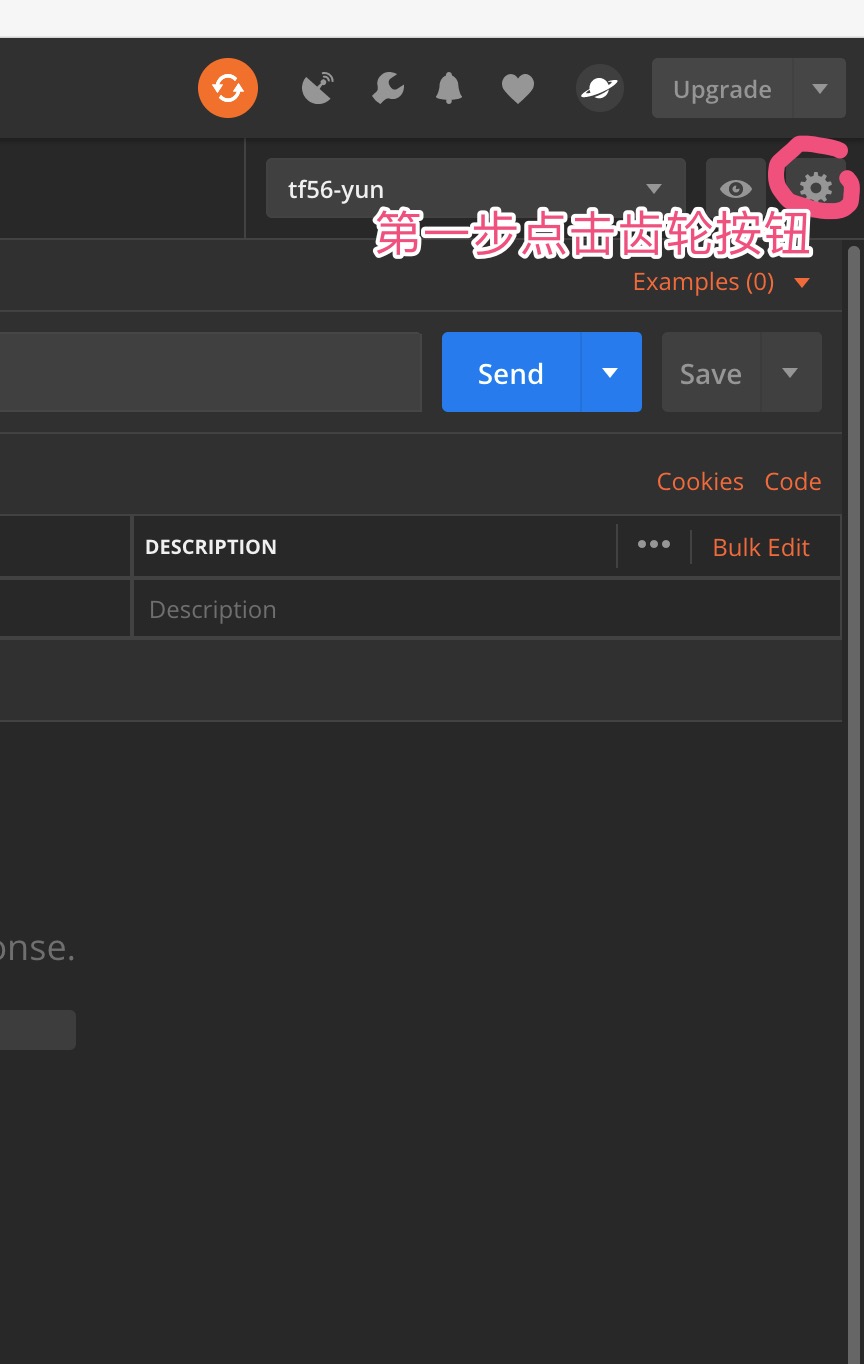 Upgrade
tf56-yun
第一步点击齿轮按钮
Examples (0)
Send
Save
Cookies Code
DESCRIPTION
Bulk Edit
Description
onse.